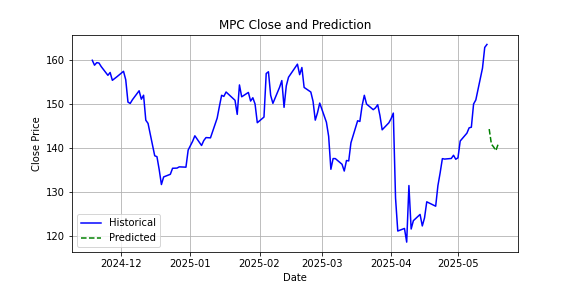 MPC Close and Prediction
160
150
140
130
120
Close Price
Historical
Predicted
2024-12 2025-01 2025-02 2025-03 2025-04 2025-05
Date